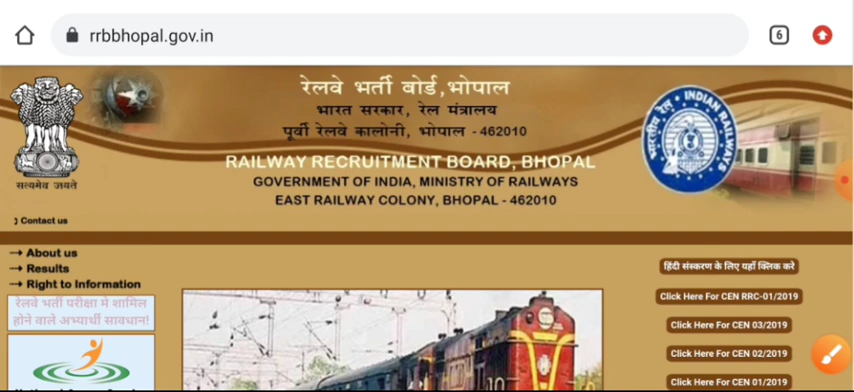 rrbbhopal.gov.in
6
रेलवे भर्ती बोर्ड,भोपाल
भारत सरकार, रेल मंत्रालय
पूर्वी रेलवे कालोनी, भोपाल - 462010
RAILWAY RECRUITMENT BOARD, BHOPAL
GOVERNMENT OF INDIA, MINISTRY OF RAILWAYS
EAST RAILWAY COLONY, BHOPAL - 462010
सत्यमेव जयते
भारतीय रेल • INDIAN RAILWAYS
Contact us
→ About us
→ Results
→ Right to Information
रेलवे भर्ती परीक्षा मे शामिल
होने वाले अभ्यार्थी सावधान!
हिंदी संस्करण के लिए यहाँ क्लिक करे
Click Here For CEN RRC-01/2019
Click Here For CEN 03/2019
Click Here For CEN 02/2019
Click Here For CEN 01/2019